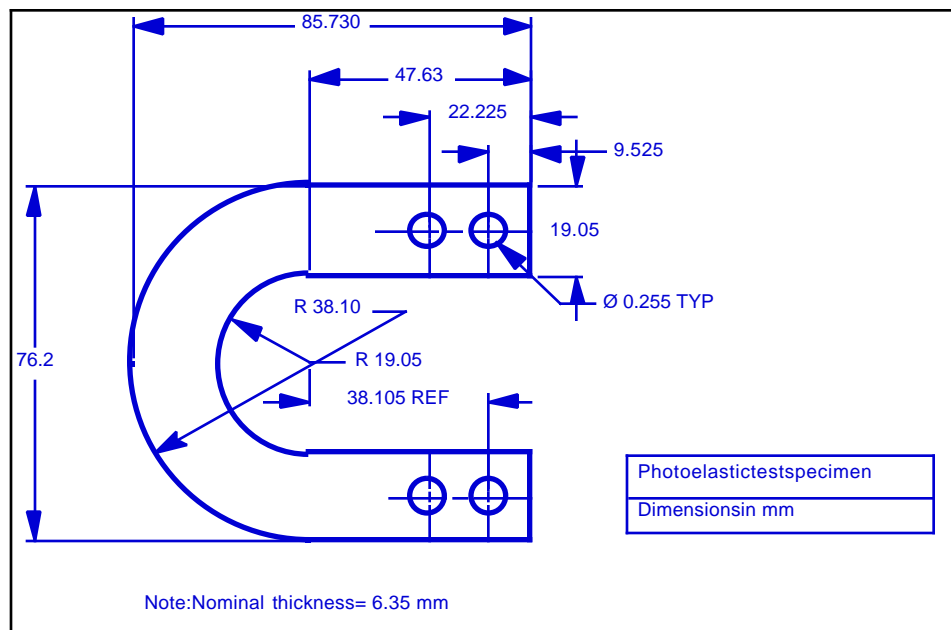 85.730
47.63
22.225
9.525
19.05
Ø 0.255 TYP
R 38.10
76.2
R 19.05
38.105 REF
Photoelastictestspecimen
Dimensionsin mm
Note:Nominal thickness= 6.35 mm